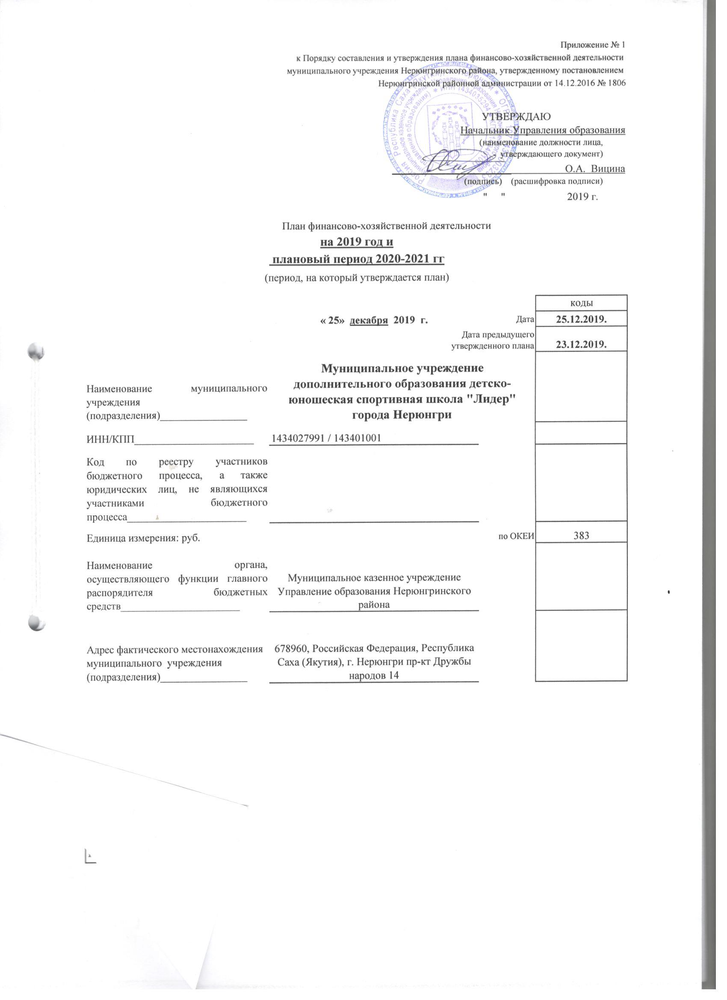 Приложение № 1
к Порядку составления и утверждения плана финансово-хозяйственной деятельности
муниципального учреждения Нерюнгринского района, утвержденному постановлением
Нерюнгринской районной администрации от 14.12.2016 № 1806
УТВЕРЖДАЮ
Начальник Управления образования
(наименование должности лица,
утверждающего документ)
О.А. Вицина
(подпись) (расшифровка подписи)
" " 2019 г.
План финансово-хозяйственной деятельности
на 2019 год и
плановый период 2020-2021 гг
(период, на который утверждается план)
коды
« 25» декабря 2019 г. Дата 25.12.2019.
Дата предыдущего
утвержденного плана 23.12.2019.
Муниципальное учреждение
дополнительного образования детско-
юношеская спортивная школа "Лидер"
города Нерюнгри
Наименование муниципального
учреждения
(подразделения)
ИНН/КПП 1434027991 / 143401001
Код по реестру участников
бюджетного процесса, а также
юридических лиц, не являющихся
участниками бюджетного
процесса
Единица измерения: руб. по ОКЕИ 383
Наименование органа,
осуществляющего функции главного
распорядителя бюджетных
средств
Муниципальное казенное учреждение
Управление образования Нерюнгринского
района
Адрес фактического местонахождения
муниципального учреждения
(подразделения)
678960, Российская Федерация, Республика
Саха (Якутия), г. Нерюнгри пр-кт Дружбы
народов 14